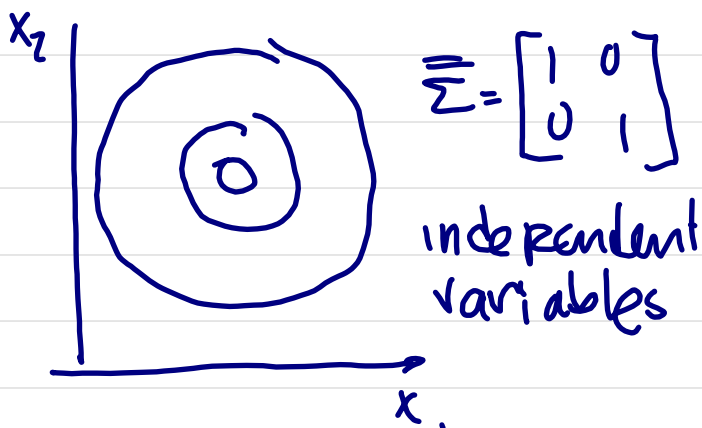 X₂
Σ = [1 0
0 1]
independent
variables
X₁